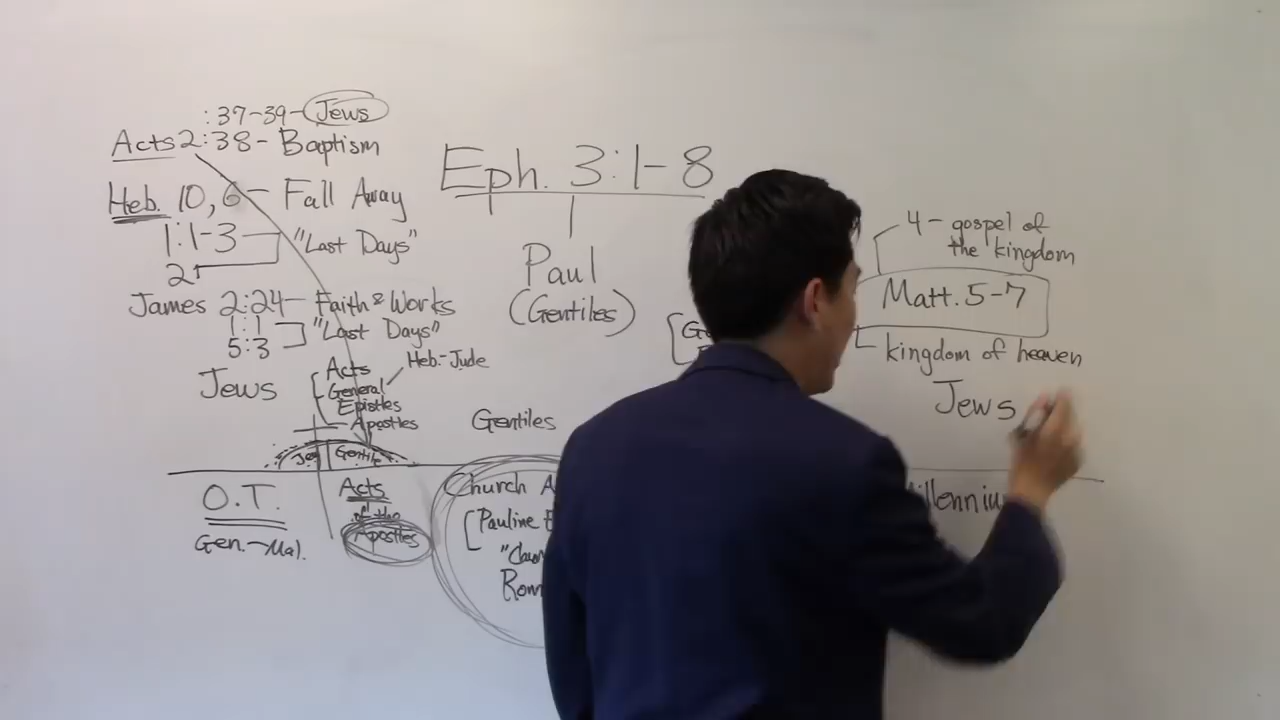 :37-39- Jews
Acts 2:38- Baptism
Heb. 10, 6- Fall Away
1:1-3 "Last Days"
2
James 2:24- Faith & Works
1:1 "Last Days"
5:3
Jews
Acts
Heb-Jude
General
Epistles
Apostles
Jew Gentile
O.T.
Gen.-Mal.
Acts
of the
Apostles
Eph. 3:1-8
Paul
(Gentiles)
Gentiles
Church
Pauline
4- gospel of
the kingdom
Matt. 5-7
kingdom of heaven
Jews